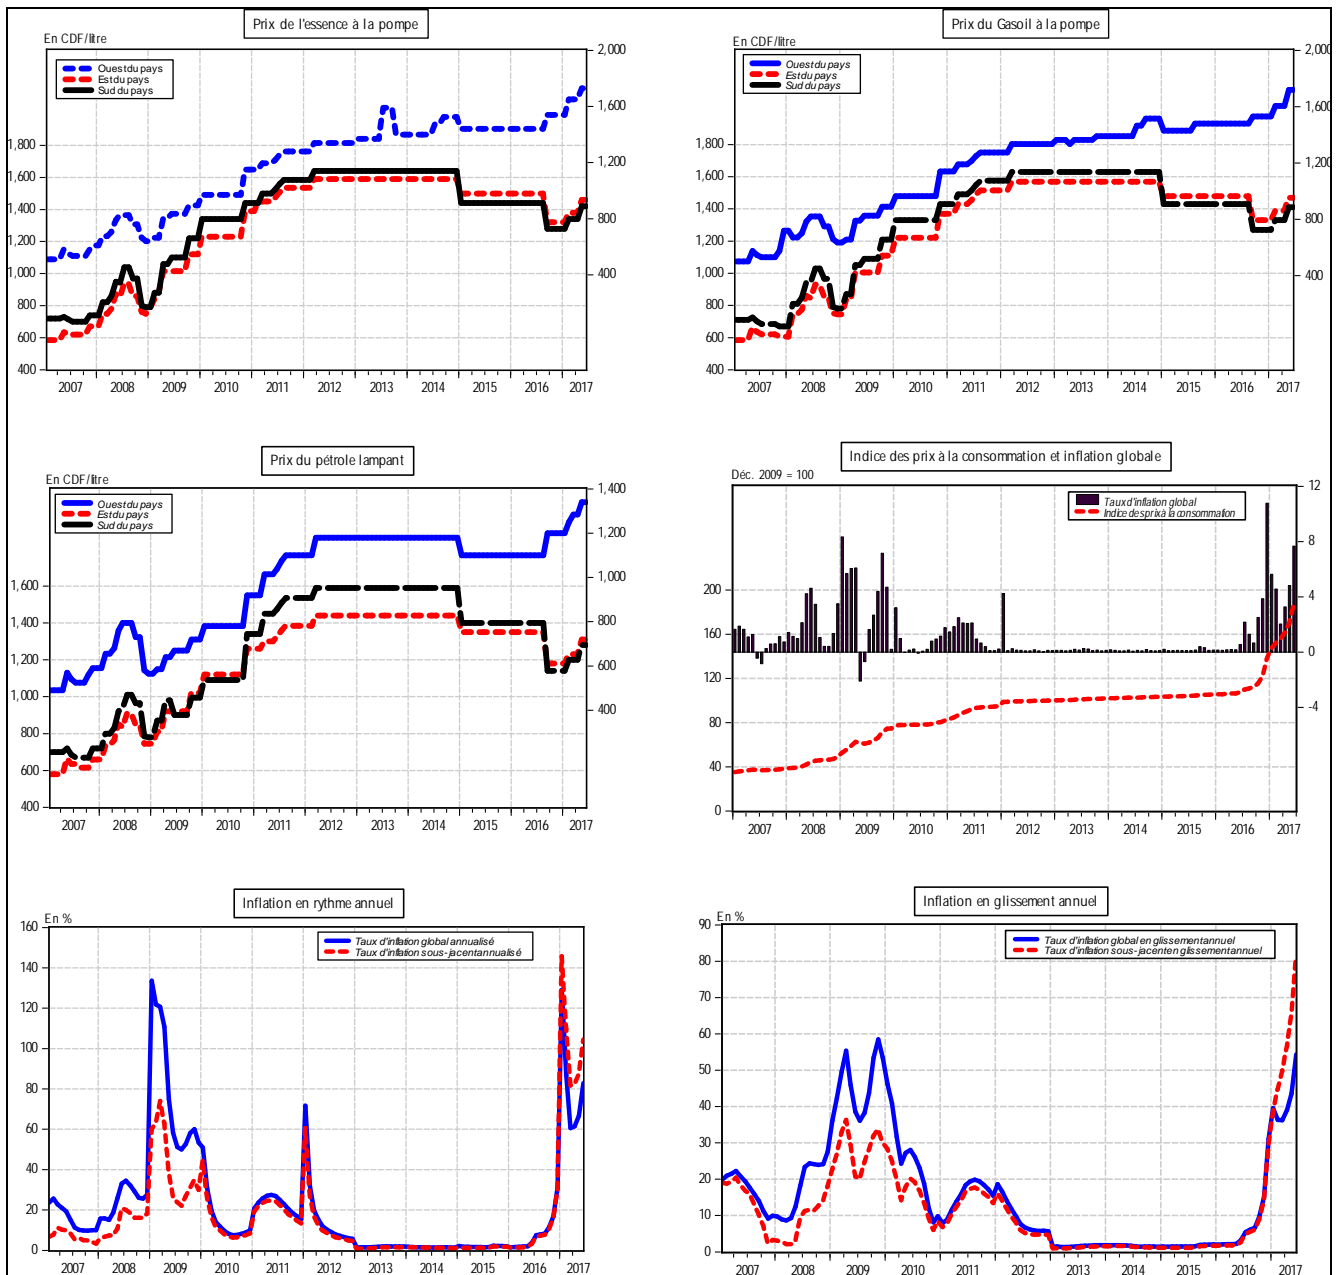 Prix de l'essence à la pompe
En CDF/litre
Ouest du pays
Est du pays
Sud du pays
2,000
1,600
1,200
800
400
1,800
1,600
1,400
1,200
1,000
800
600
400
2007 2008 2009 2010 2011 2012 2013 2014 2015 2016 2017
Prix du Gasoil à la pompe
En CDF/litre
Ouest du pays
Est du pays
Sud du pays
2,000
1,600
1,200
800
400
1,800
1,600
1,400
1,200
1,000
800
600
400
2007 2008 2009 2010 2011 2012 2013 2014 2015 2016 2017
Prix du pétrole lampant
En CDF/litre
Ouest du pays
Est du pays
Sud du pays
1,400
1,200
1,000
800
600
400
1,600
1,400
1,200
1,000
800
600
400
2007 2008 2009 2010 2011 2012 2013 2014 2015 2016 2017
Indice des prix à la consommation et inflation globale
Déc. 2009 = 100
Taux d'inflation global
Indice des prix à la consommation
12
8
4
0
-4
200
160
120
80
40
0
2007 2008 2009 2010 2011 2012 2013 2014 2015 2016 2017
Inflation en rythme annuel
En %
Taux d'inflation global annualisé
Taux d'inflation sous-jacent annualisé
160
140
120
100
80
60
40
20
0
2007 2008 2009 2010 2011 2012 2013 2014 2015 2016 2017
Inflation en glissement annuel
En %
Taux d'inflation global en glissement annuel
Taux d'inflation sous-jacent en glissement annuel
90
80
70
60
50
40
30
20
10
0
2007 2008 2009 2010 2011 2012 2013 2014 2015 2016 2017